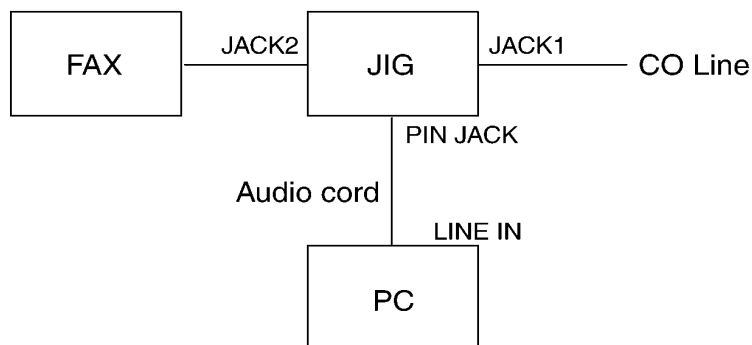 JACK2
JACK1
FAX
JIG
CO Line
PIN JACK
Audio cord
LINE IN
PC